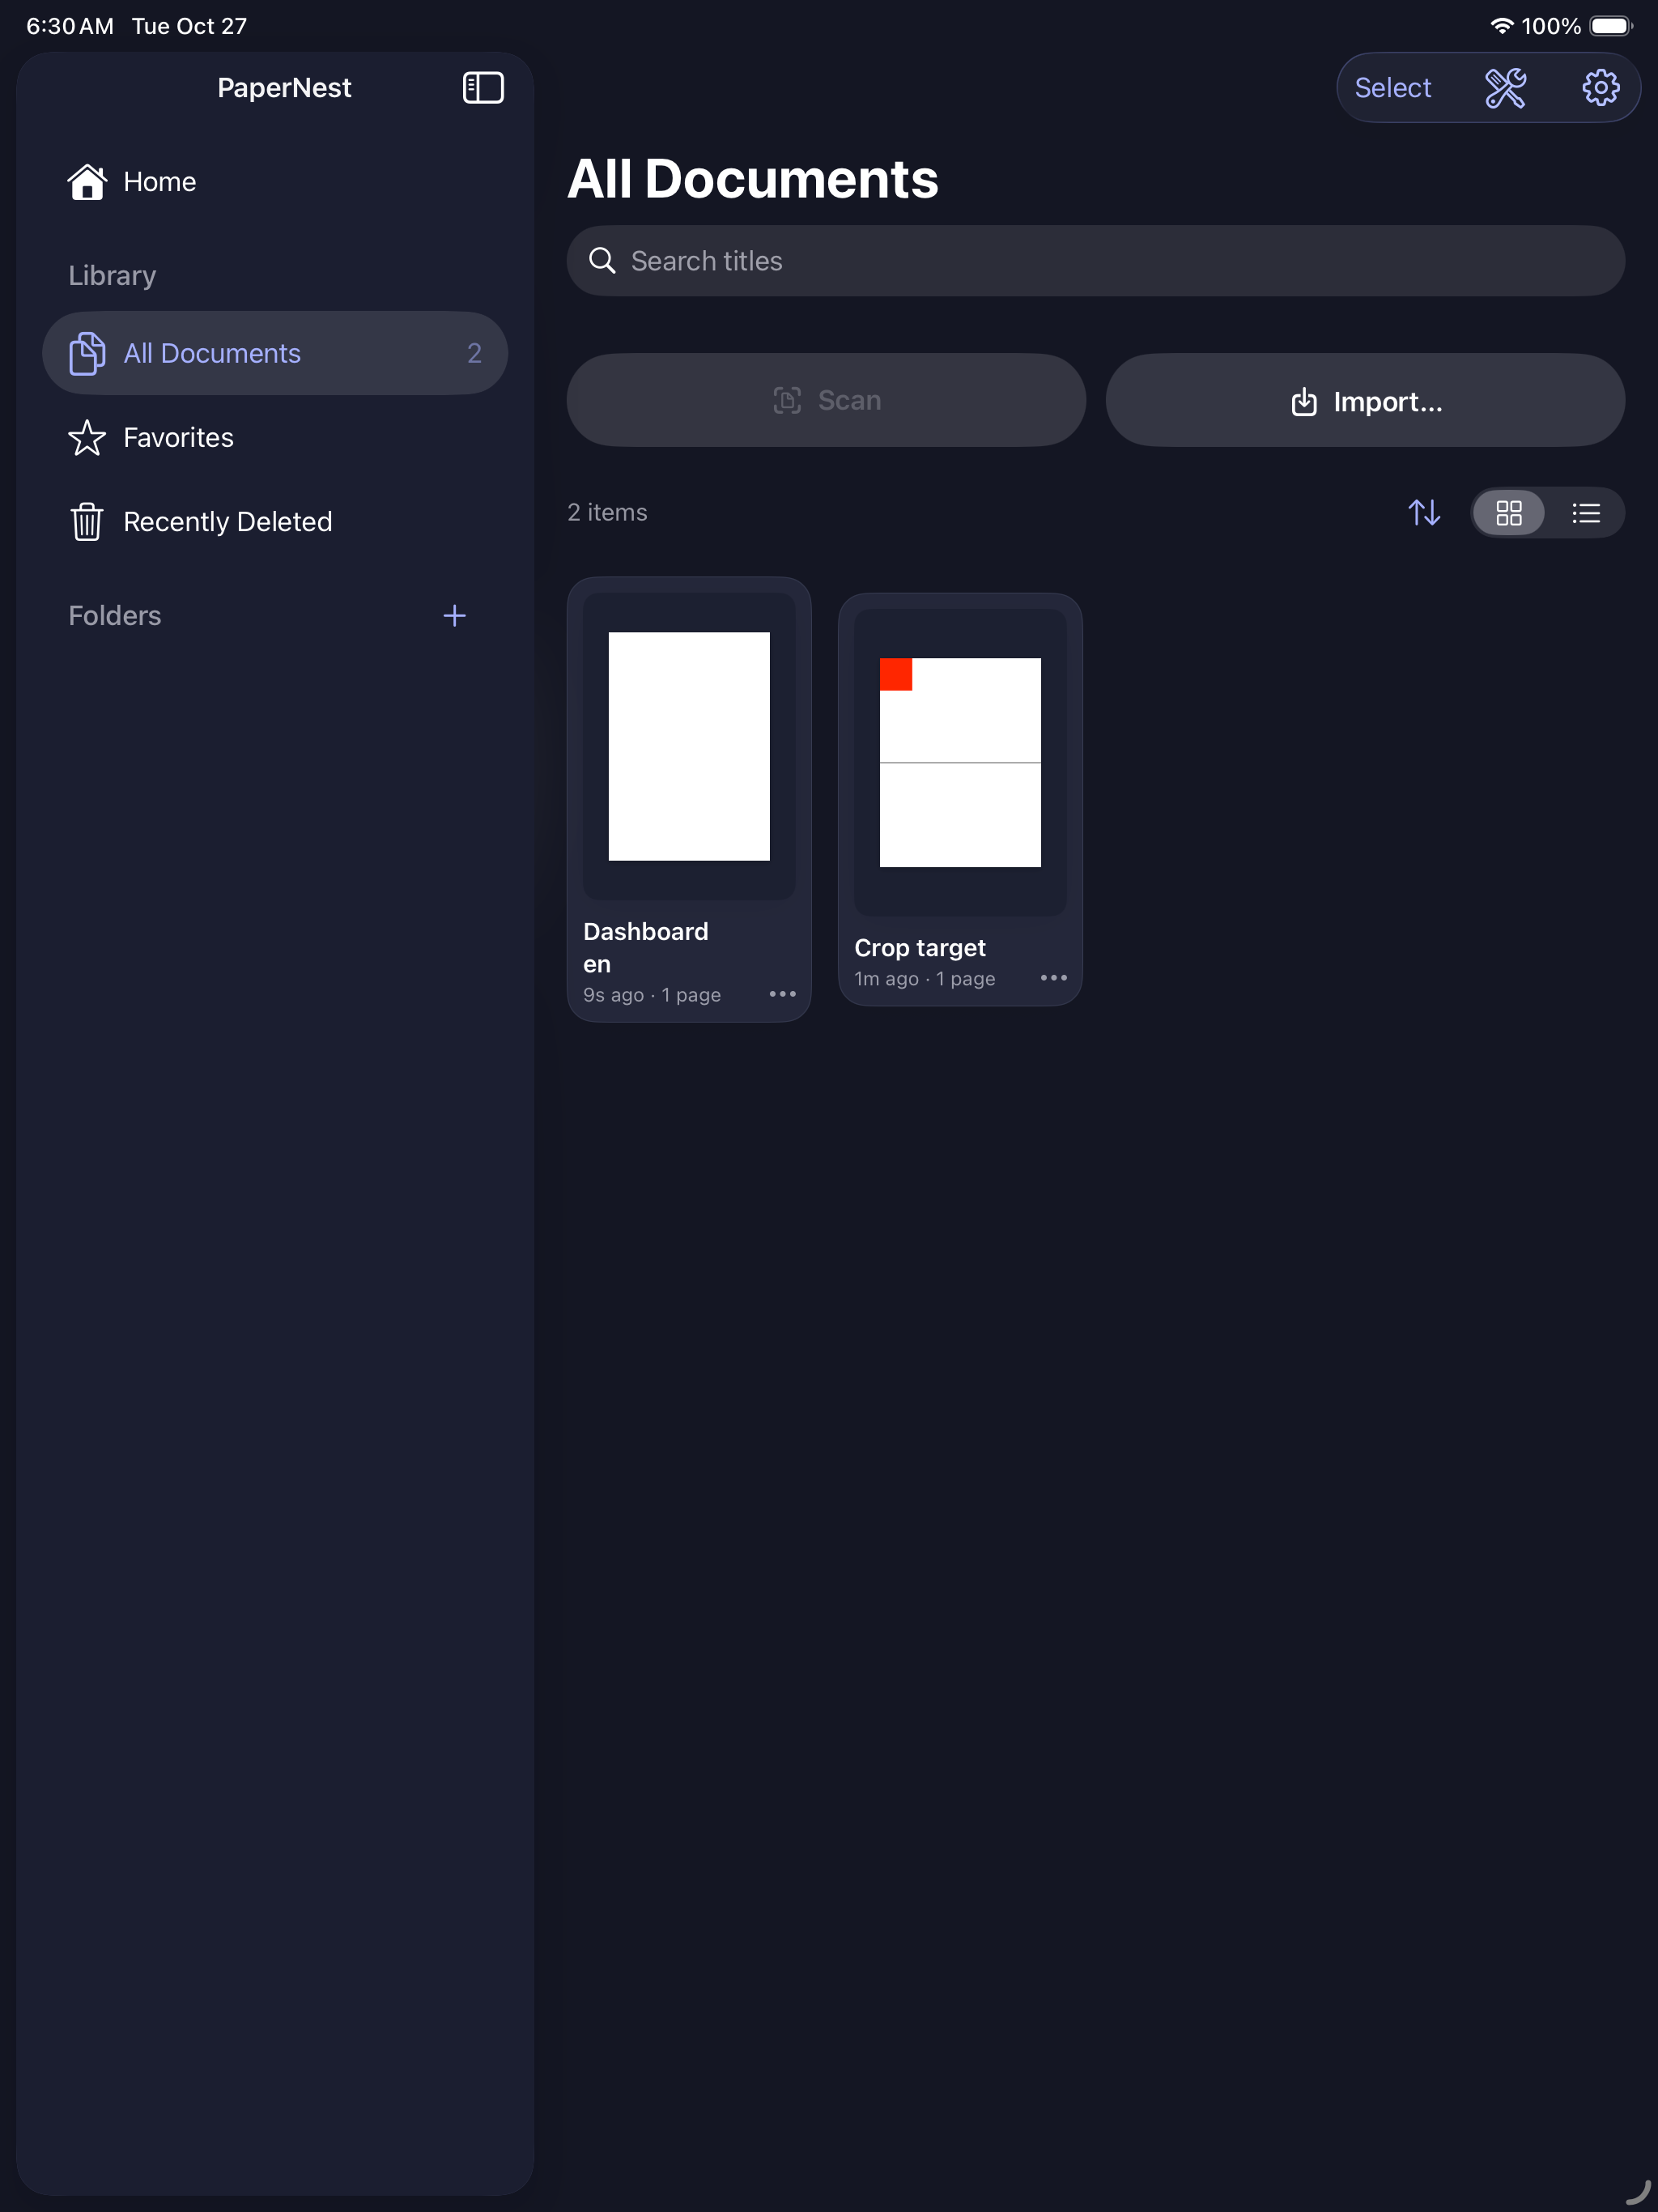 6:30 AM Tue Oct 27
100%
PaperNest
Select
Home
All Documents
Search titles
Library
All Documents 2
Scan
Import...
Favorites
Recently Deleted
2 items
Folders
Dashboard
en
9s ago · 1 page
Crop target
1m ago · 1 page